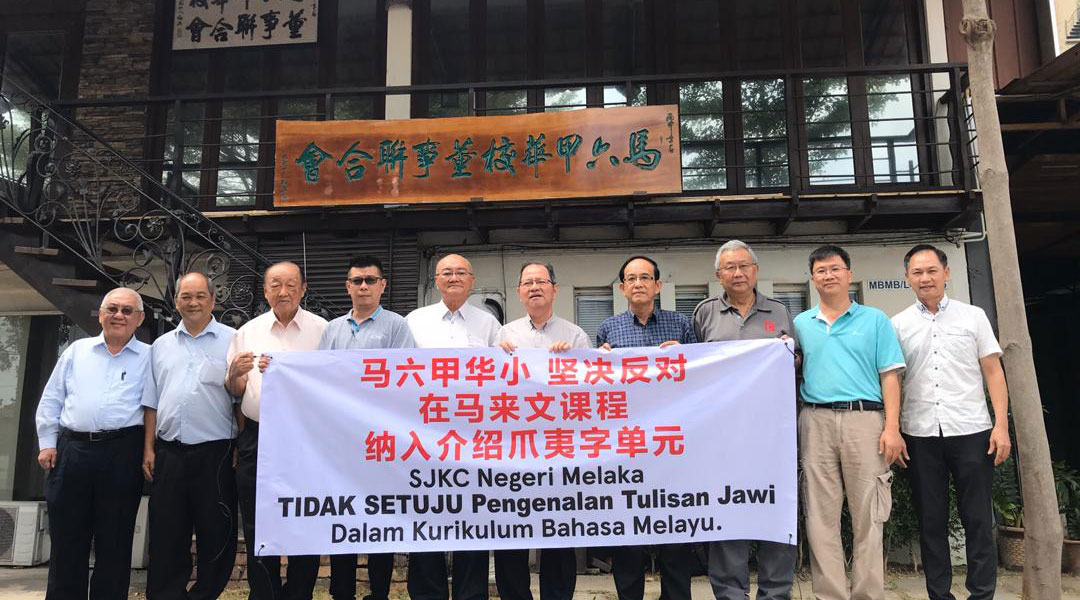 董事聯合會
馬六甲華校董事聯合會
MBMB/L
马六甲华小 坚决反对
在马来文课程
纳入介绍爪夷字单元
SJKC Negeri Melaka
TIDAK SETUJU Pengenalan Tulisan Jawi
Dalam Kurikulum Bahasa Melayu.